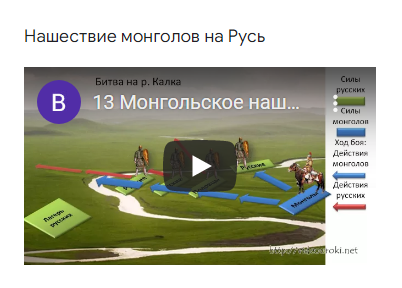 Нашествие монголов на Русь
Битва на р. Калка
В
13 Монгольское наш...
Силы
русских
Силы
монголов
Ход боя:
Действия
монголов
Действия
русских
Русские
Монголы
Лагерь
русских